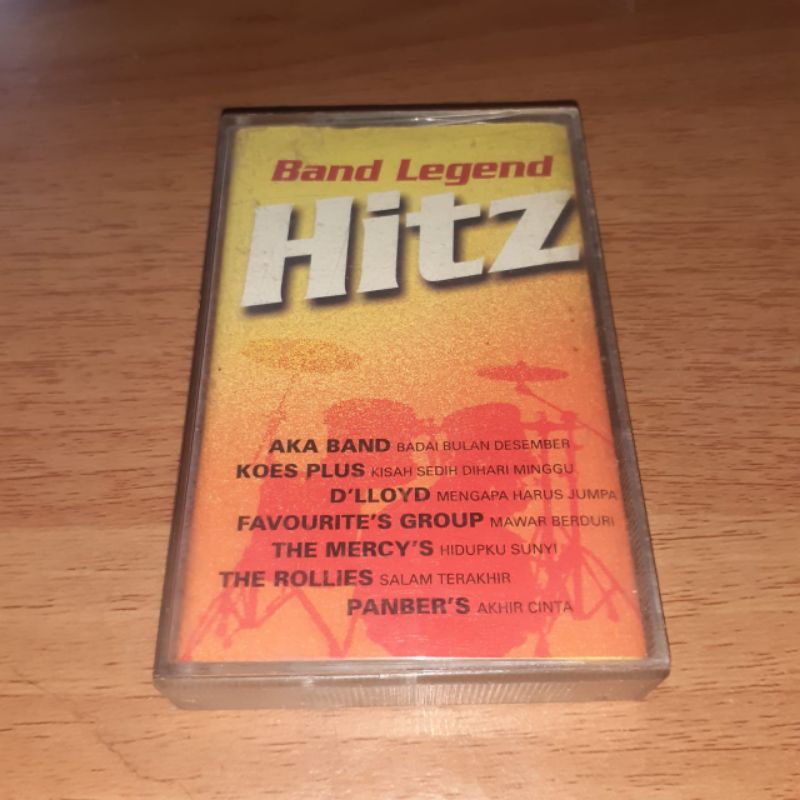 Band Legend
Hitz
AKA BAND BADAI BULAN DESEMBER
KOES PLUS KISAH SEDIH DIHARI MINGGU
D'LLOYD MENGAPA HARUS JUMPA
FAVOURITE'S GROUP MAWAR BERDURI
THE MERCY'S HIDUPKU SUNYI
THE ROLLIES SALAM TERAKHIR
PANBER'S AKHIR CINTA